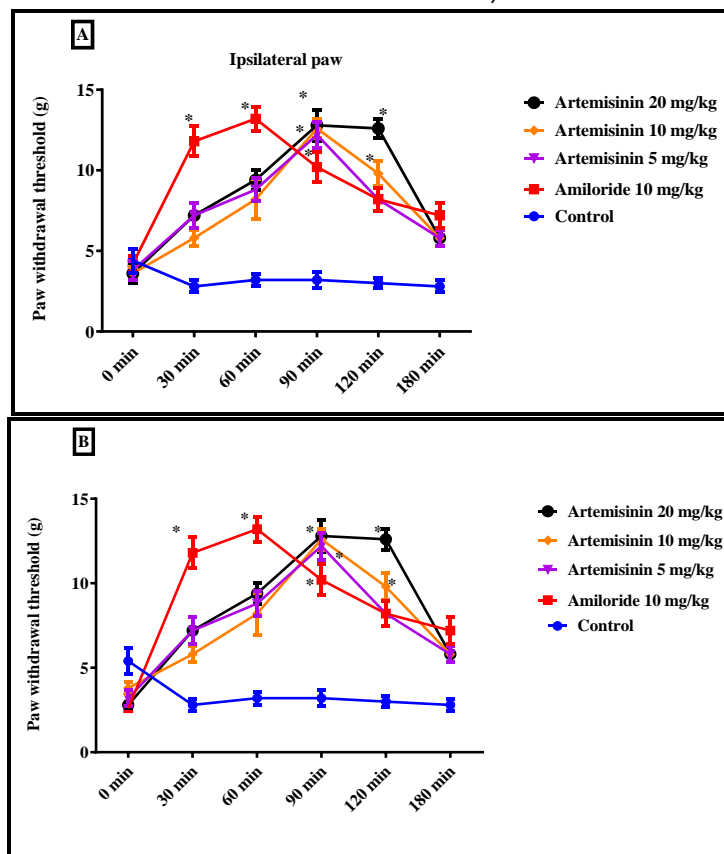 A
Ipsilateral paw
Paw withdrawal threshold (g)
15
10
5
0
0 min
30 min
60 min
90 min
120 min
180 min
* * * * * * *
Artemisinin 20 mg/kg
Artemisinin 10 mg/kg
Artemisinin 5 mg/kg
Amiloride 10 mg/kg
Control
B
Paw withdrawal threshold (g)
15
10
5
0
0 min
30 min
60 min
90 min
120 min
180 min
* * * * * * *
Artemisinin 20 mg/kg
Artemisinin 10 mg/kg
Artemisinin 5 mg/kg
Amiloride 10 mg/kg
Control